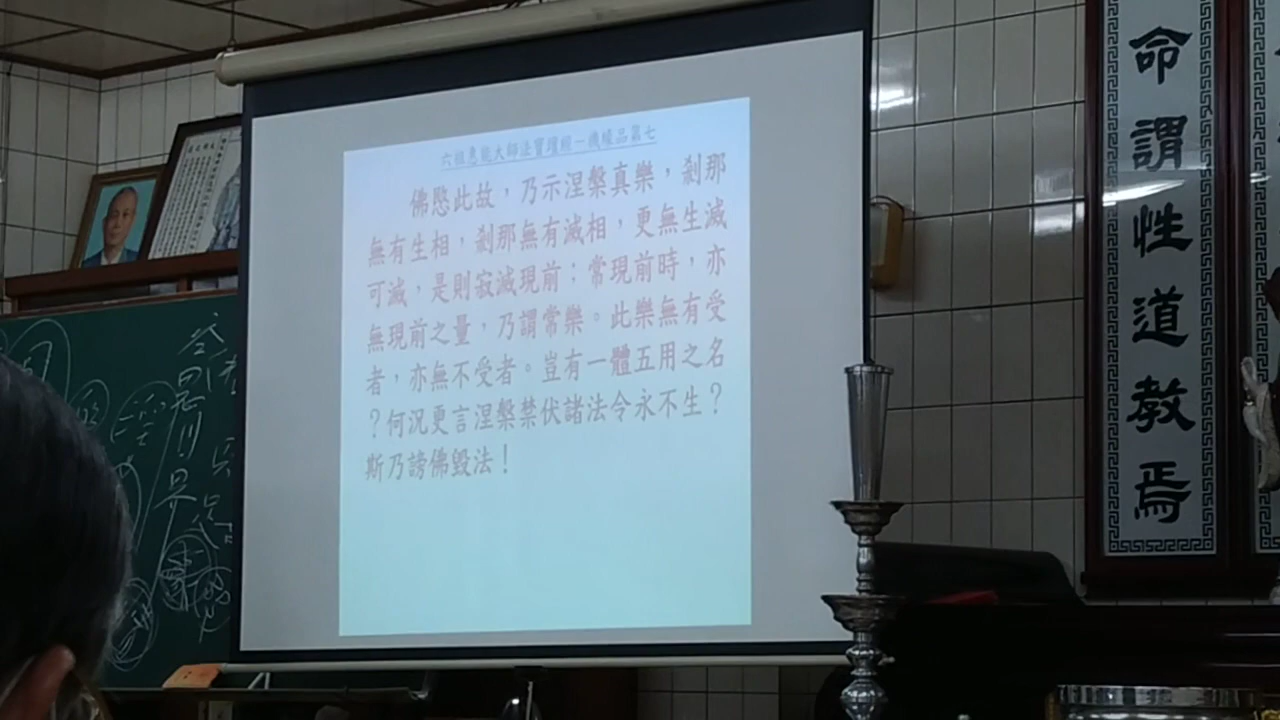 六祖惠能大師法寶壇經－機緣品第七
佛愍此故，乃示涅槃真樂，剎那
無有生相，剎那無有滅相，更無生滅
可滅，是則寂滅現前；常現前時，亦
無現前之量，乃謂常樂。此樂無有受
者，亦無不受者。豈有一體五用之名
？何況更言涅槃禁伏諸法令永不生？
斯乃謗佛毀法！
命謂性道教焉